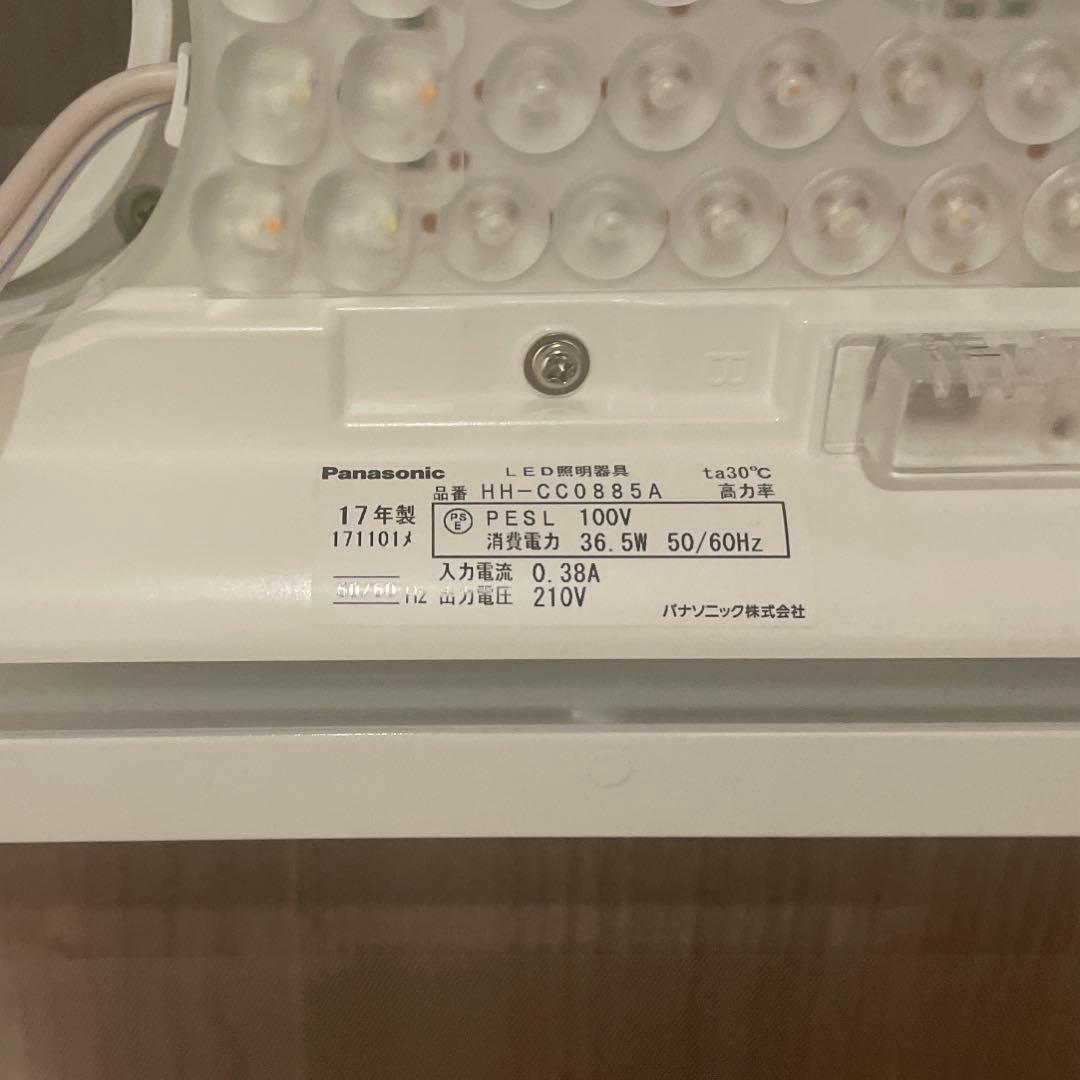 Panasonic LED照明器具 ta30℃
品番 HH-CC0885A 高力率
17年製 PSE PESL 100V
171101メ 消費電力 36.5W 50/60Hz
入力電流 0.38A
Hz 出力電圧 210V
パナソニック株式会社